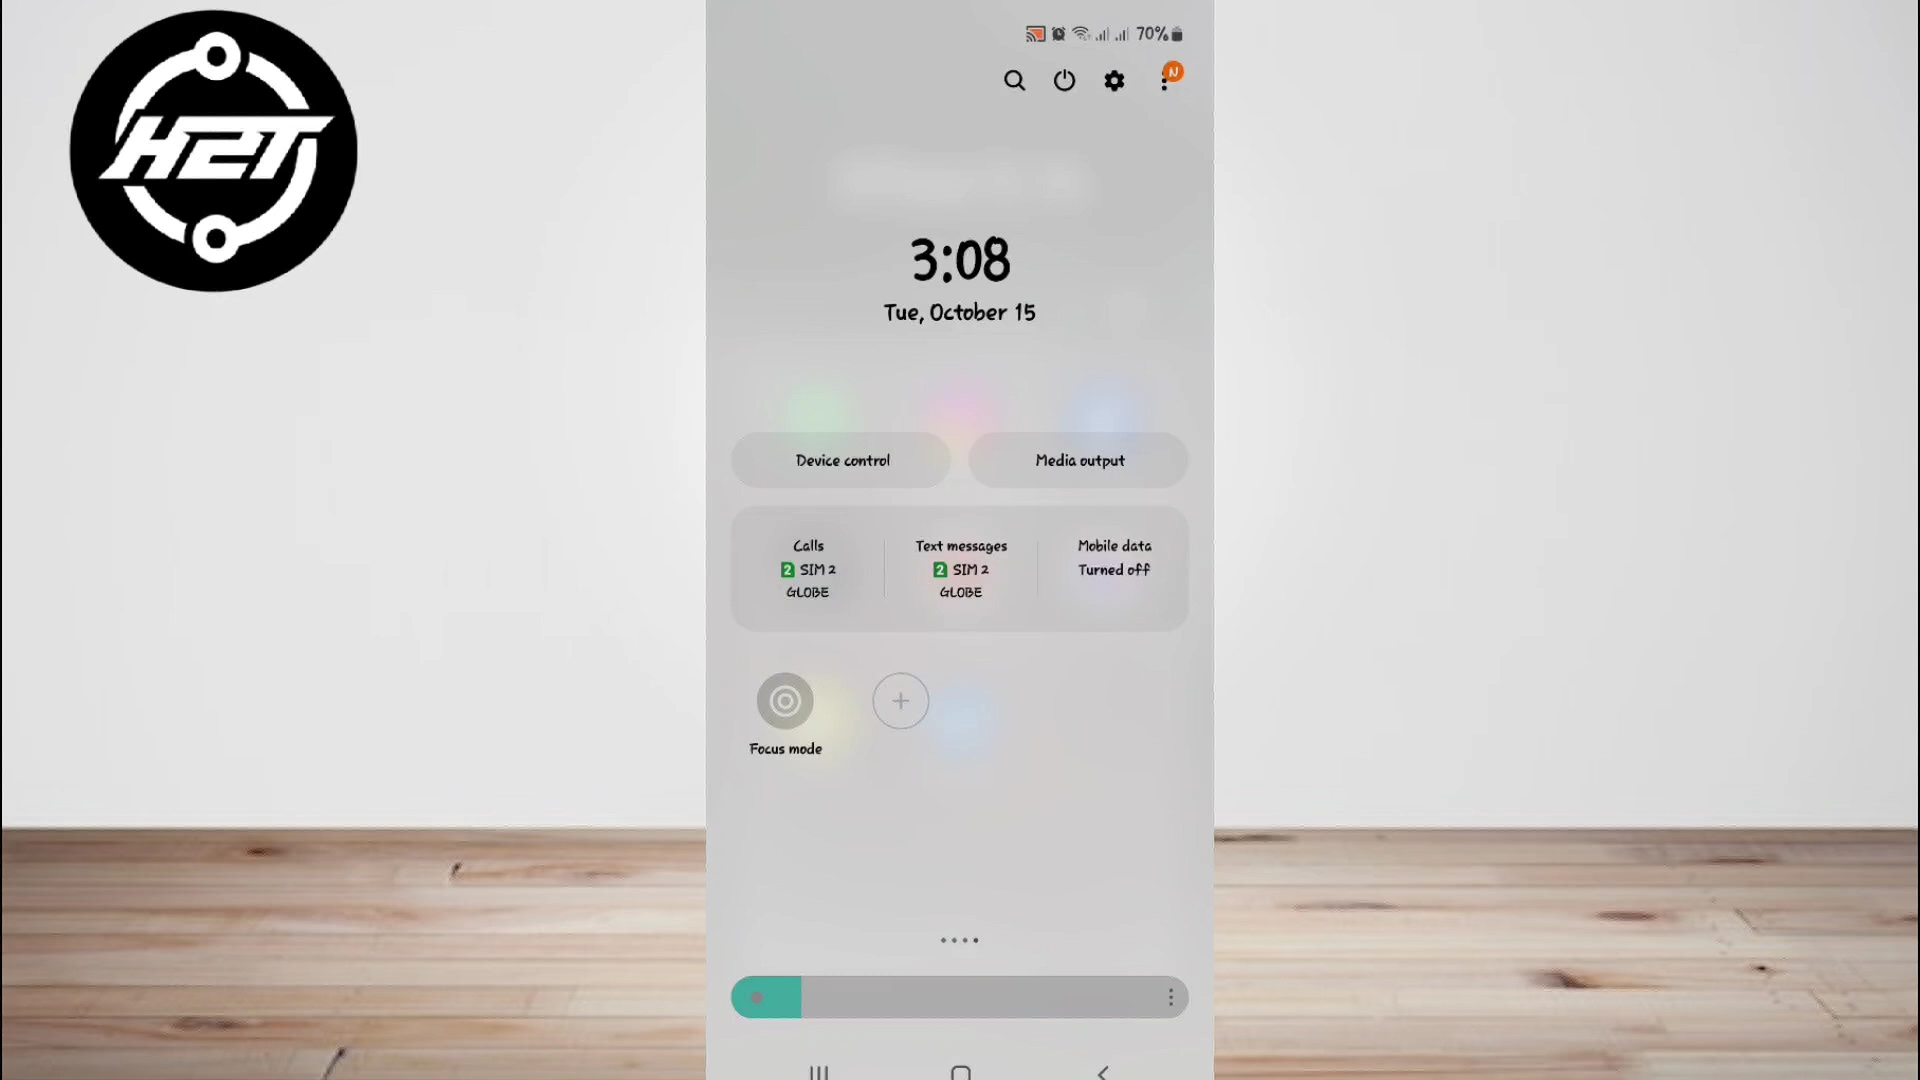 H2T
70%
N
3:08
Tue, October 15
Device control
Media output
Calls
2 SIM 2
GLOBE
Text messages
2 SIM 2
GLOBE
Mobile data
Turned off
Focus mode